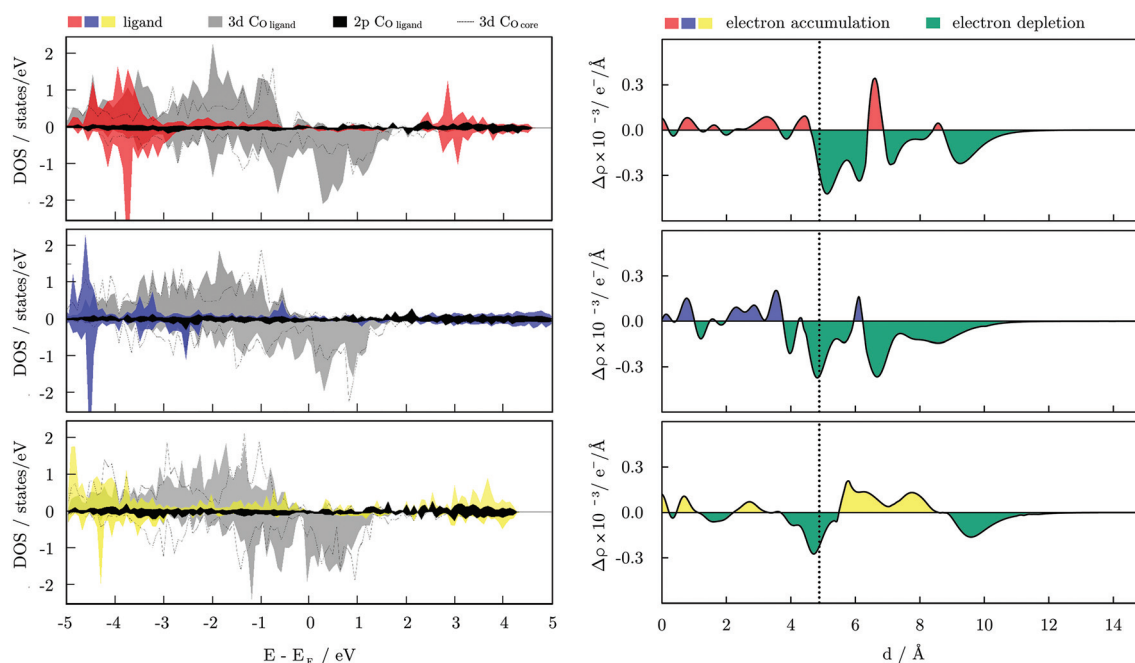 ligand 3d Co ligand 2p Co ligand 3d Co core
electron accumulation electron depletion
DOS / states/eV
2
1
0
-1
-2
DOS / states/eV
2
1
0
-1
-2
DOS / states/eV
2
1
0
-1
-2
-5 -4 -3 -2 -1 0 1 2 3 4 5
E - E_F / eV
Δρ × 10 ⁻³/ e⁻/Å
0.3
0.0
-0.3
Δρ × 10 ⁻³/ e⁻/Å
0.3
0.0
-0.3
Δρ × 10 ⁻³/ e⁻/Å
0.3
0.0
-0.3
0 2 4 6 8 10 12 14
d / Å